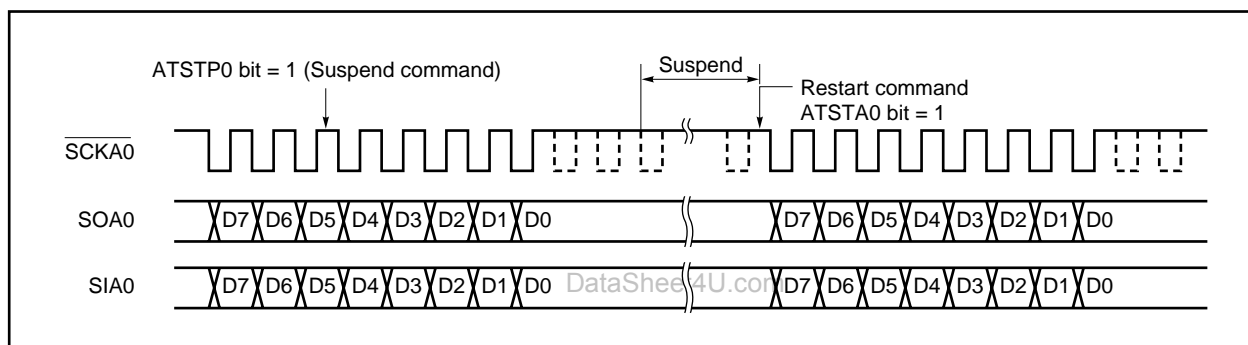 ATSTP0 bit = 1 (Suspend command)
Suspend
Restart command
ATSTA0 bit = 1
SCKA0
SOA0
D7 D6 D5 D4 D3 D2 D1 D0 D7 D6 D5 D4 D3 D2 D1 D0
SIA0
D7 D6 D5 D4 D3 D2 D1 D0 D7 D6 D5 D4 D3 D2 D1 D0
DataSheet4U.com